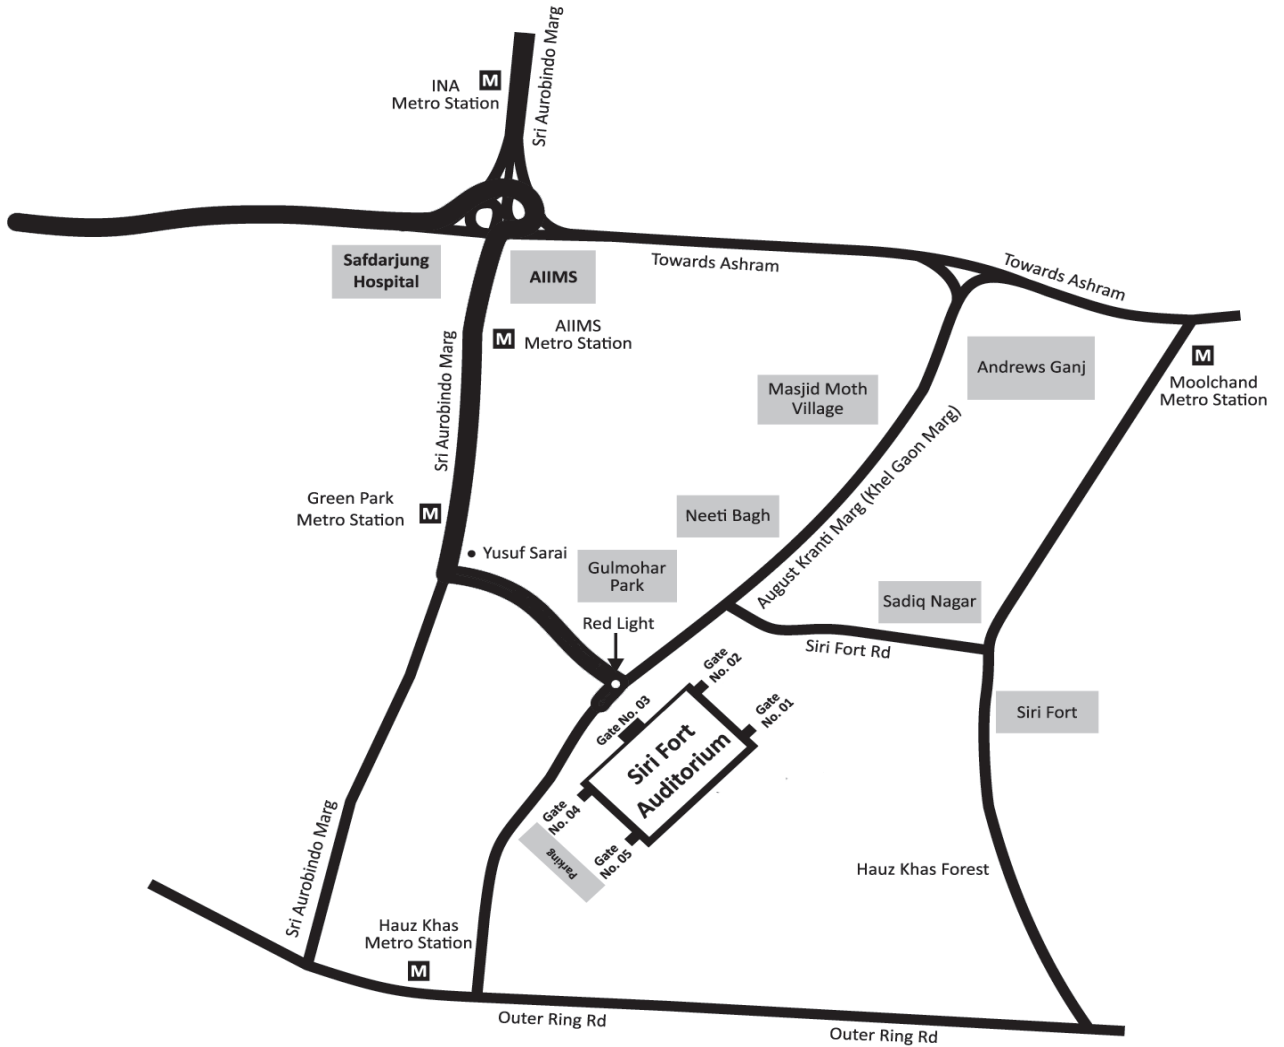 Sri Aurobindo Marg
M
INA
Metro Station
Safdarjung
Hospital
AIIMS
Towards Ashram
Towards Ashram
M
AIIMS
Metro Station
Sri Aurobindo Marg
Andrews Ganj
M
Moolchand
Metro Station
Masjid Moth
Village
August Kranti Marg (Khel Gaon Marg)
Green Park
Metro Station
M
Neeti Bagh
Yusuf Sarai
Gulmohar
Park
Sadiq Nagar
Red Light
Siri Fort Rd
Gate
No. 02
Gate
No. 01
Gate No. 03
Siri Fort
Siri Fort
Auditorium
Gate
No. 04
Gate
No. 05
Parking
Sri Aurobindo Marg
Hauz Khas Forest
Hauz Khas
Metro Station
M
Outer Ring Rd
Outer Ring Rd